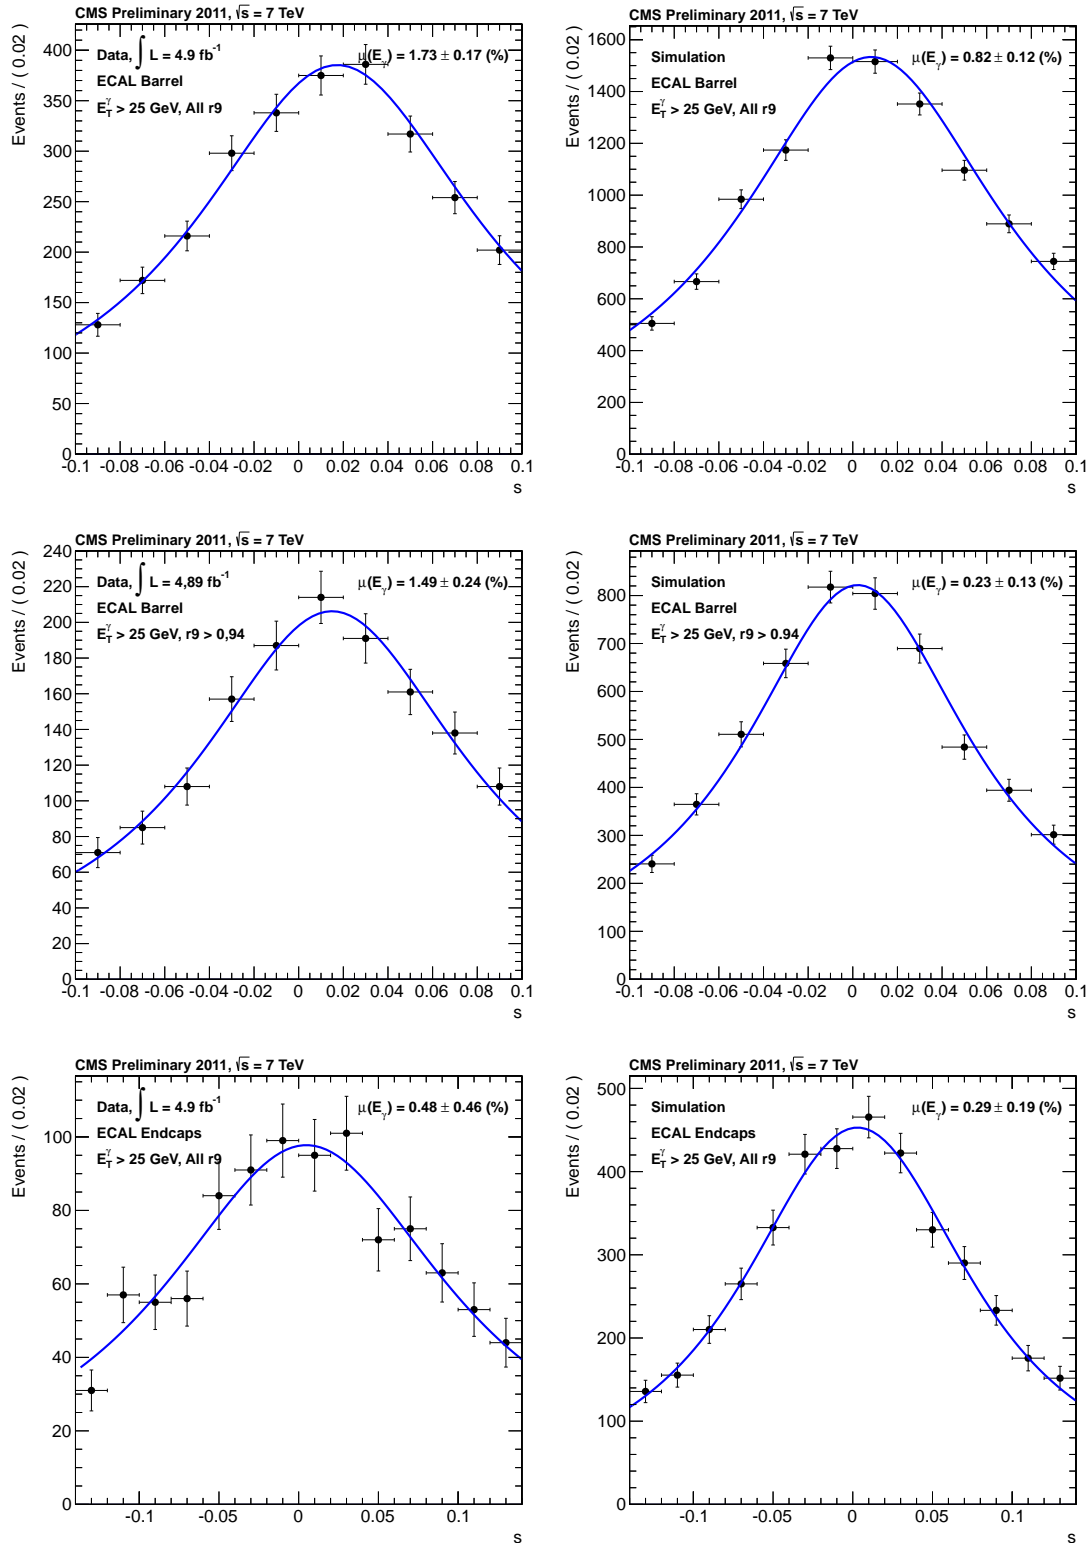 CMS Preliminary 2011, √s = 7 TeV
Events / ( 0.02 )
Data, ∫ L = 4.9 fb⁻¹
ECAL Barrel
E_T^γ > 25 GeV, All r9
μ(E_γ) = 1.73 ± 0.17 (%)
400
350
300
250
200
150
100
50
0
-0.1 -0.08 -0.06 -0.04 -0.02 0 0.02 0.04 0.06 0.08 0.1
s
CMS Preliminary 2011, √s = 7 TeV
Events / ( 0.02 )
Simulation
ECAL Barrel
E_T^γ > 25 GeV, All r9
μ(E_γ) = 0.82 ± 0.12 (%)
1600
1400
1200
1000
800
600
400
200
0
-0.1 -0.08 -0.06 -0.04 -0.02 0 0.02 0.04 0.06 0.08 0.1
s
CMS Preliminary 2011, √s = 7 TeV
Events / ( 0.02 )
Data, ∫ L = 4,89 fb⁻¹
ECAL Barrel
E_T^γ > 25 GeV, r9 > 0,94
μ(E_γ) = 1.49 ± 0.24 (%)
240
220
200
180
160
140
120
100
80
60
40
20
0
-0.1 -0.08 -0.06 -0.04 -0.02 0 0.02 0.04 0.06 0.08 0.1
s
CMS Preliminary 2011, √s = 7 TeV
Events / ( 0.02 )
Simulation
ECAL Barrel
E_T^γ > 25 GeV, r9 > 0.94
μ(E_γ) = 0.23 ± 0.13 (%)
800
700
600
500
400
300
200
100
0
-0.1 -0.08 -0.06 -0.04 -0.02 0 0.02 0.04 0.06 0.08 0.1
s
CMS Preliminary 2011, √s = 7 TeV
Events / ( 0.02 )
Data, ∫ L = 4.9 fb⁻¹
ECAL Endcaps
E_T^γ > 25 GeV, All r9
μ(E_γ) = 0.48 ± 0.46 (%)
100
80
60
40
20
0
-0.1 -0.05 0 0.05 0.1
s
CMS Preliminary 2011, √s = 7 TeV
Events / ( 0.02 )
Simulation
ECAL Endcaps
E_T^γ > 25 GeV, All r9
μ(E_γ) = 0.29 ± 0.19 (%)
500
400
300
200
100
0
-0.1 -0.05 0 0.05 0.1
s